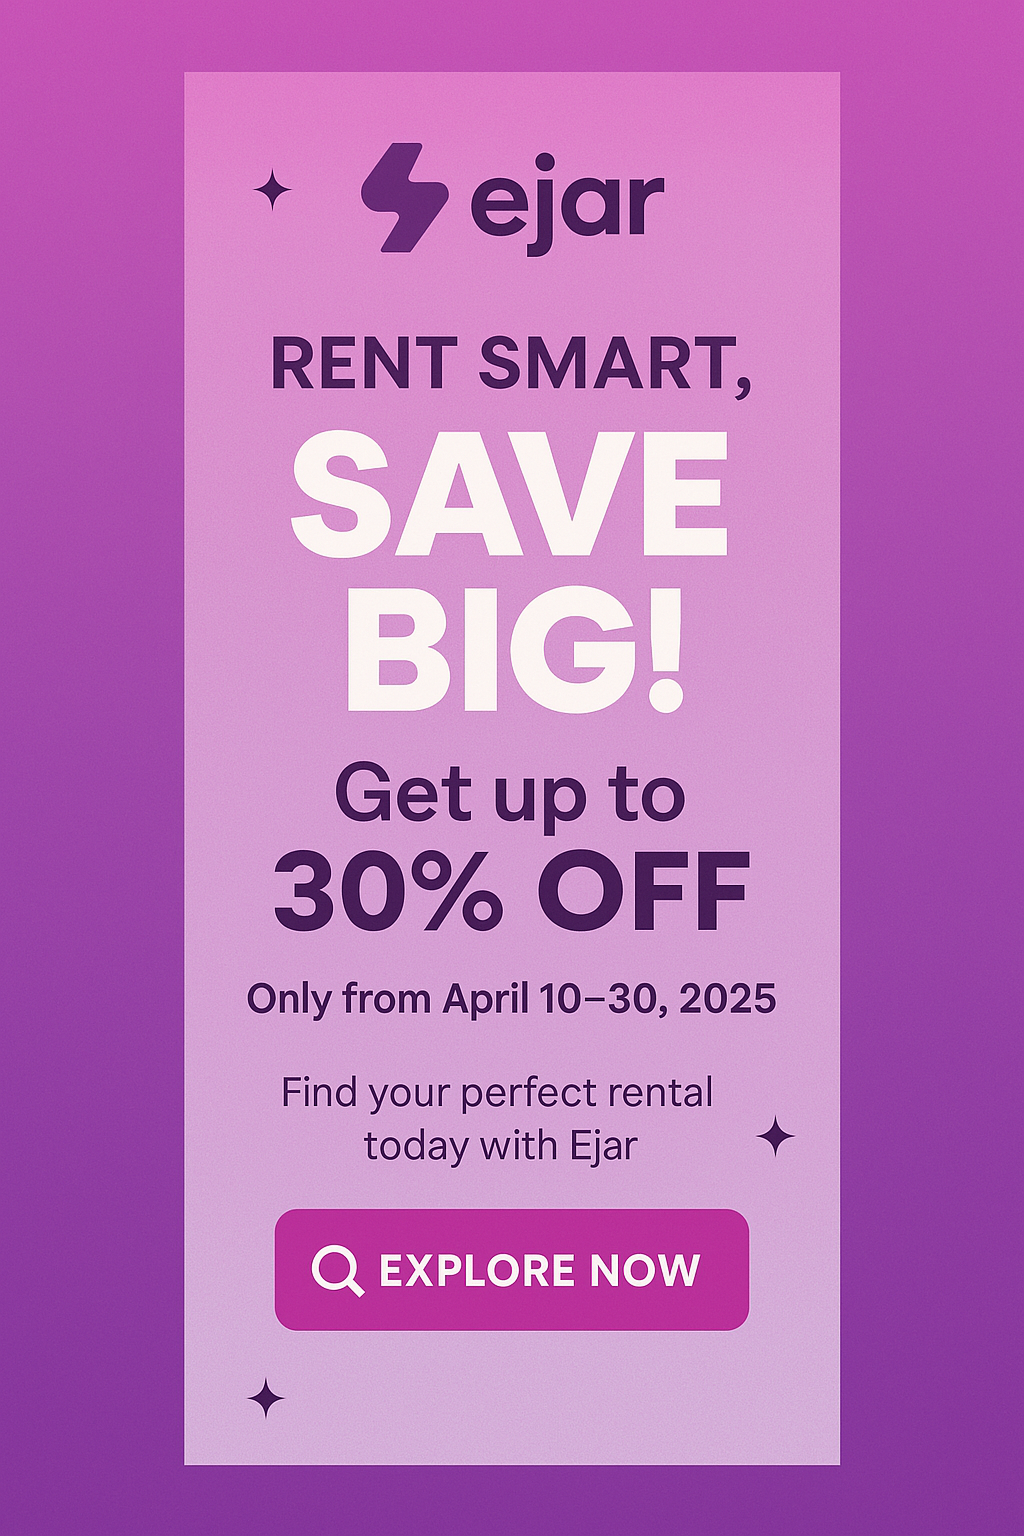 ejar
RENT SMART,
SAVE
BIG!
Get up to
30% OFF
Only from April 10–30, 2025
Find your perfect rental
today with Ejar
EXPLORE NOW